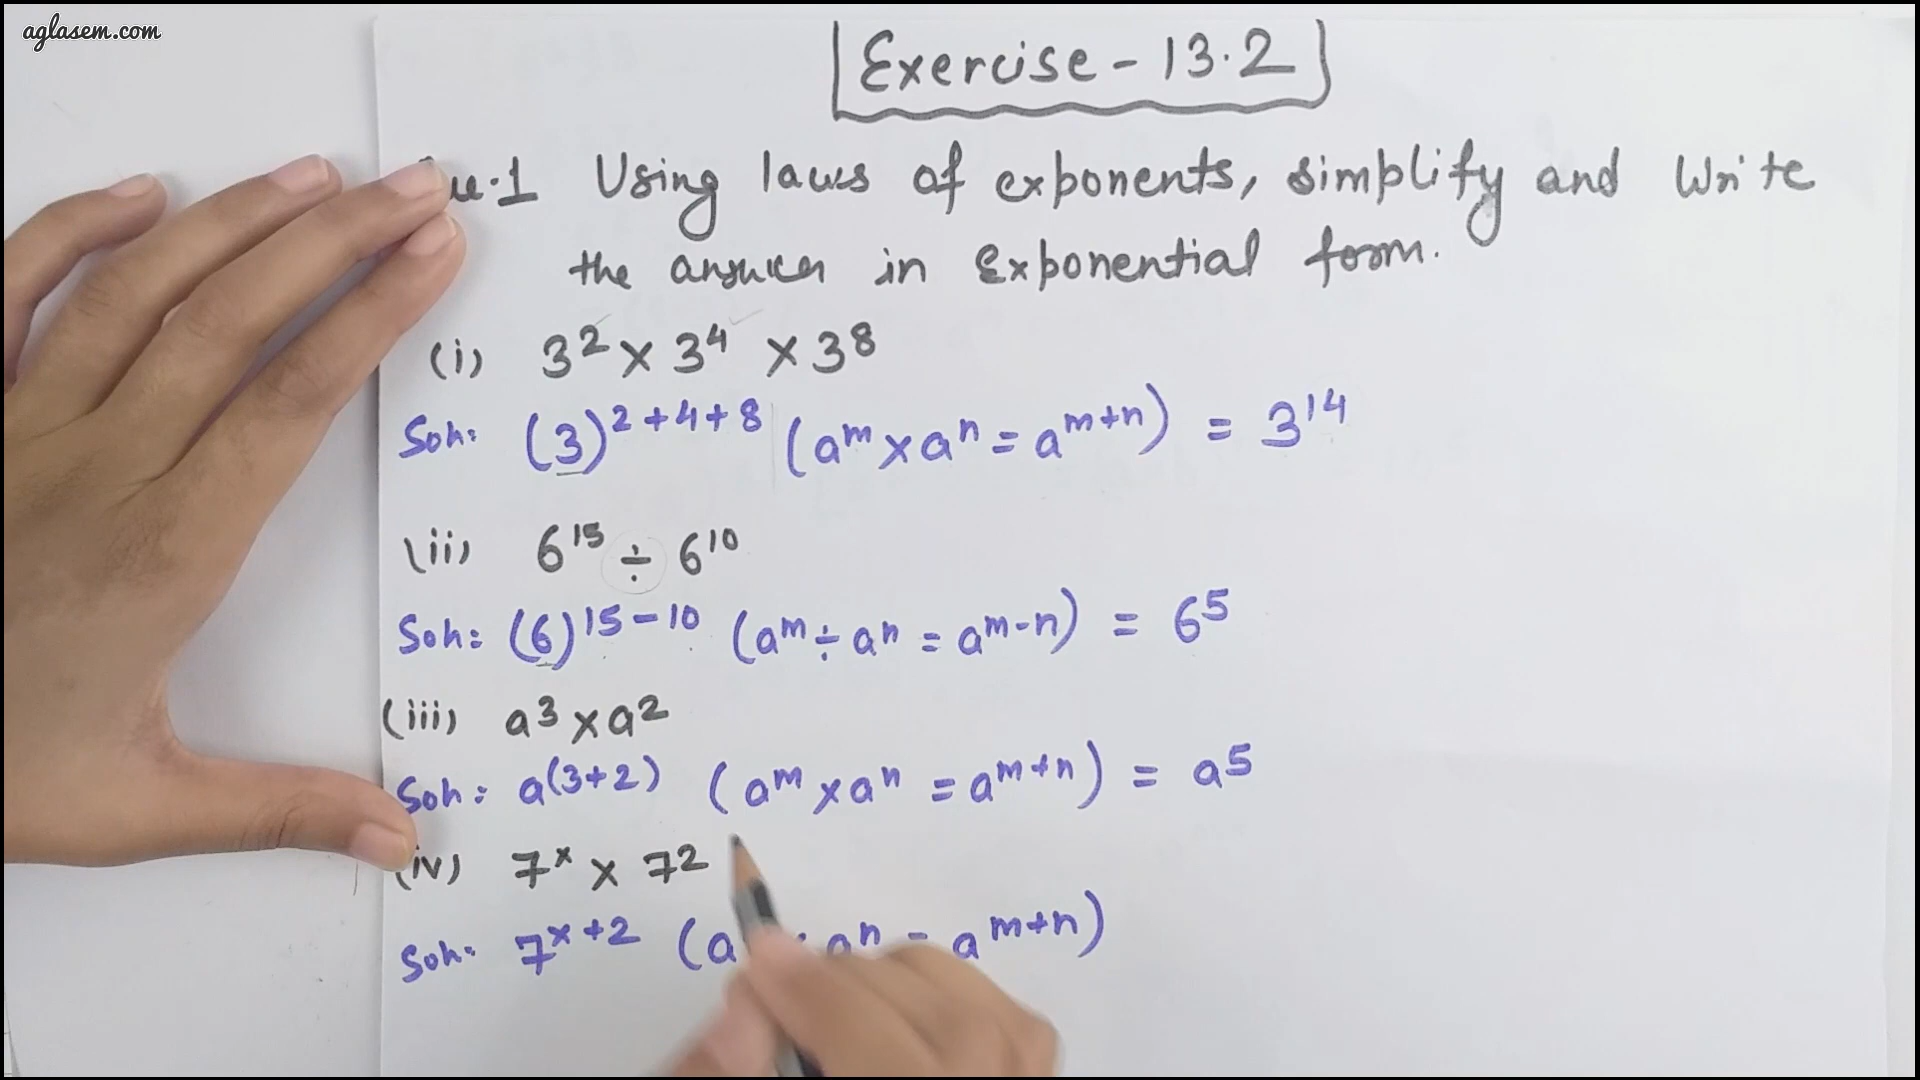 aglasem.com
Exercise - 13.2
ue.1 Using laws of exponents, simplify and Write
the answer in Exponential form.
(i) 3² × 3⁴ × 3⁸
Soln: (3)²⁺⁴⁺⁸ (aᵐ × aⁿ = aᵐ⁺ⁿ) = 3¹⁴
(ii) 6¹⁵ ÷ 6¹⁰
Soln: (6)¹⁵⁻¹⁰ (aᵐ ÷ aⁿ = aᵐ⁻ⁿ) = 6⁵
(iii) a³ × a²
Soln: a⁽³⁺²⁾ (aᵐ × aⁿ = aᵐ⁺ⁿ) = a⁵
(iv) 7ˣ × 7²
Soln: 7ˣ⁺² (a aⁿ = aᵐ⁺ⁿ)